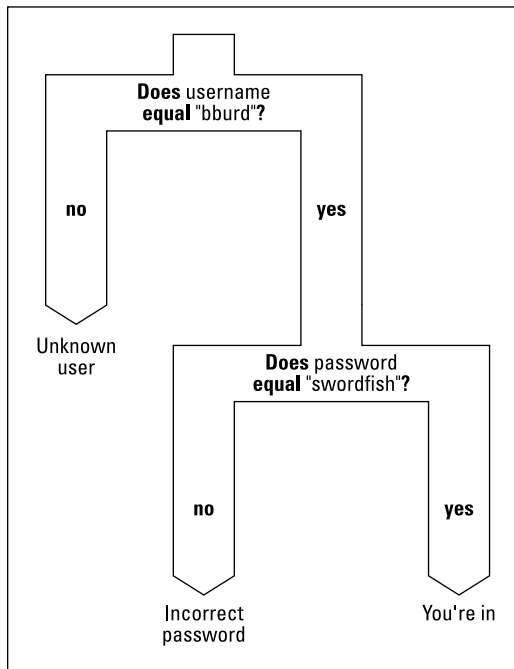 Does username
equal "bburd"?
no
yes
Unknown
user
Does password
equal "swordfish"?
no
yes
Incorrect
password
You're in